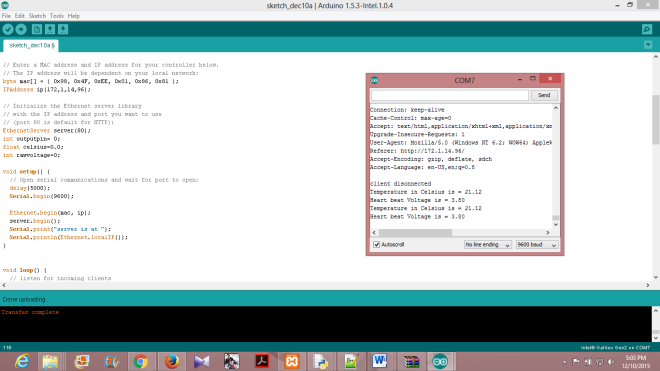 sketch_dec10a | Arduino 1.5.3-Intel.1.0.4
File Edit Sketch Tools Help
sketch_dec10a §
// Enter a MAC address and IP address for your controller below.
// The IP address will be dependent on your local network:
byte mac[] = { 0x98, 0x4F, 0xEE, 0x01, 0x86, 0x81 };
IPAddress ip(172,1,14,96);
// Initialize the Ethernet server library
// with the IP address and port you want to use
// (port 80 is default for HTTP):
EthernetServer server(80);
int outputpin= 0;
float celsius=0.0;
int rawvoltage=0;
void setup() {
// Open serial communications and wait for port to open:
delay(5000);
Serial.begin(9600);
Ethernet.begin(mac, ip);
server.begin();
Serial.print("server is at ");
Serial.println(Ethernet.localIP());
}
void loop() {
// listen for incoming clients
COM7
Send
Connection: keep-alive
Cache-Control: max-age=0
Accept: text/html,application/xhtml+xml,application/xm
Upgrade-Insecure-Requests: 1
User-Agent: Mozilla/5.0 (Windows NT 6.2; WOW64) AppleW
Referer: http://172.1.14.96/
Accept-Encoding: gzip, deflate, sdch
Accept-Language: en-US,en;q=0.8
client disonnected
Temperature in Celsius is = 21.12
Heart beat Voltage is = 3.80
Temperature in Celsius is = 21.12
Heart beat Voltage is = 3.80
Autoscroll
No line ending
9600 baud
Done uploading.
Transfer complete
Intel® Galileo Gen2 on COM7
5:03 PM
12/10/2015